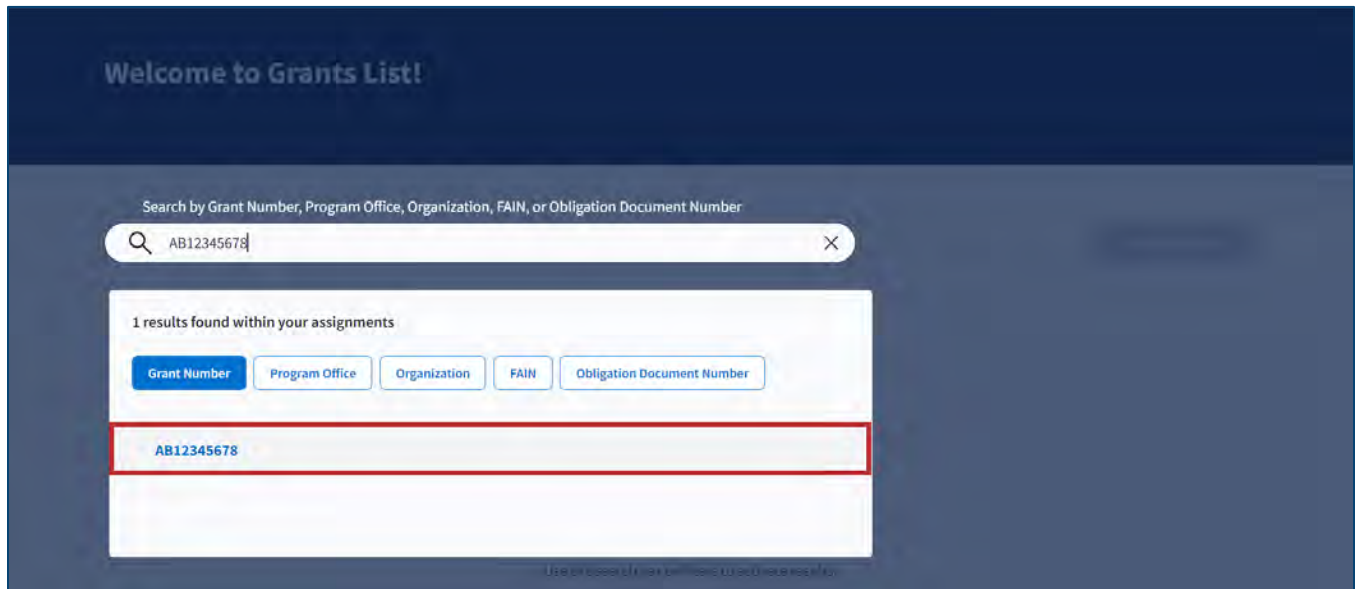 Welcome to Grants List!
Search by Grant Number, Program Office, Organization, FAIN, or Obligation Document Number
AB12345678
1 results found within your assignments
Grant Number Program Office Organization FAIN Obligation Document Number
AB12345678